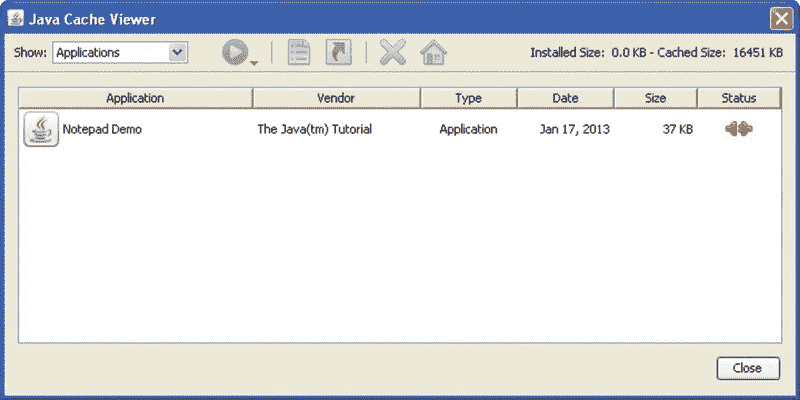 Java Cache Viewer
Show: Applications Installed Size: 0.0 KB - Cached Size: 16451 KB
Application Vendor Type Date Size Status
Notepad Demo The Java(tm) Tutorial Application Jan 17, 2013 37 KB
Close